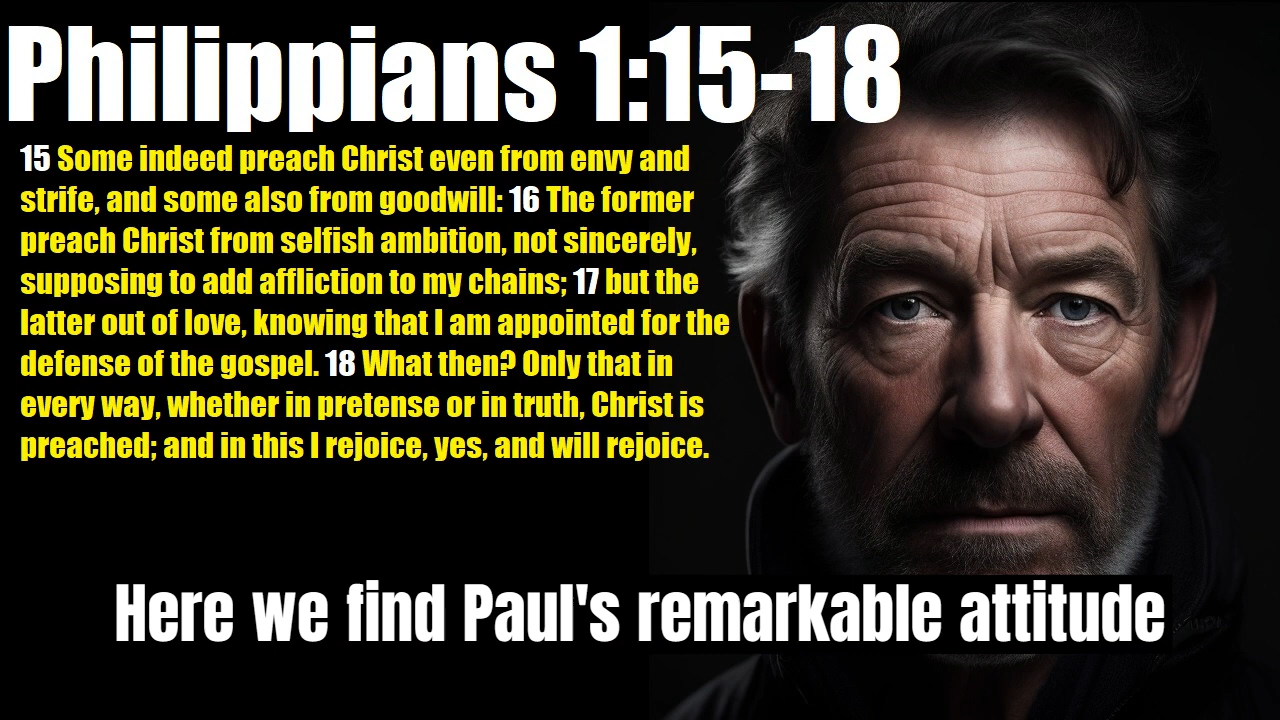 Philippians 1:15-18
15 Some indeed preach Christ even from envy and
strife, and some also from goodwill: 16 The former
preach Christ from selfish ambition, not sincerely,
supposing to add affliction to my chains; 17 but the
latter out of love, knowing that I am appointed for the
defense of the gospel. 18 What then? Only that in
every way, whether in pretense or in truth, Christ is
preached; and in this I rejoice, yes, and will rejoice.
Here we find Paul's remarkable attitude